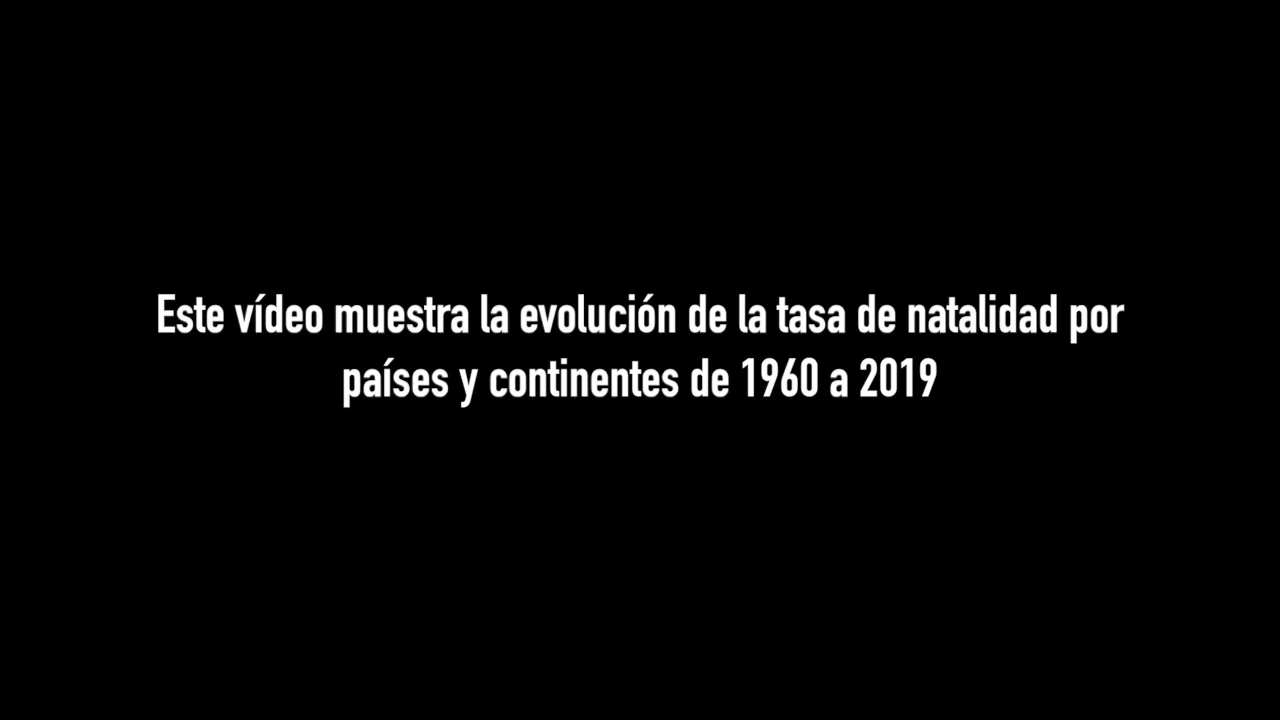 Este vídeo muestra la evolución de la tasa de natalidad por
países y continentes de 1960 a 2019